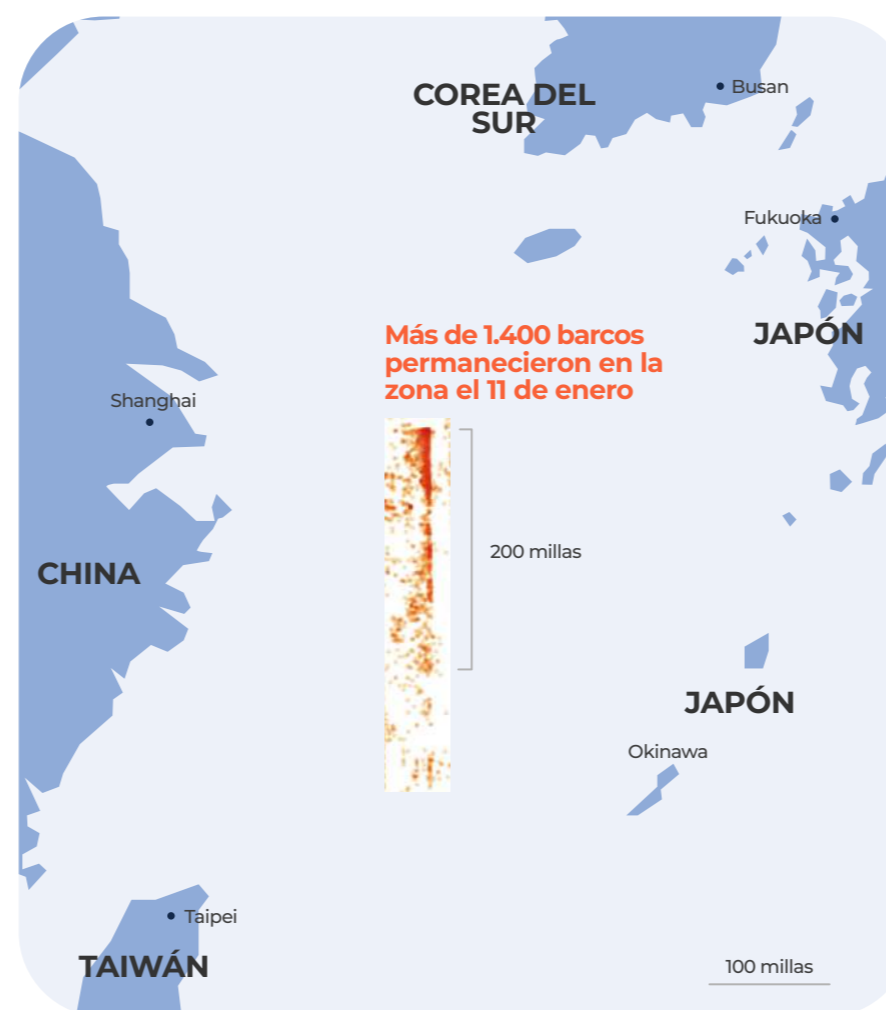 COREA DEL
SUR
Busan
Fukuoka
Más de 1.400 barcos
permanecieron en la
zona el 11 de enero
JAPÓN
Shanghai
200 millas
CHINA
JAPÓN
Okinawa
Taipei
TAIWÁN
100 millas